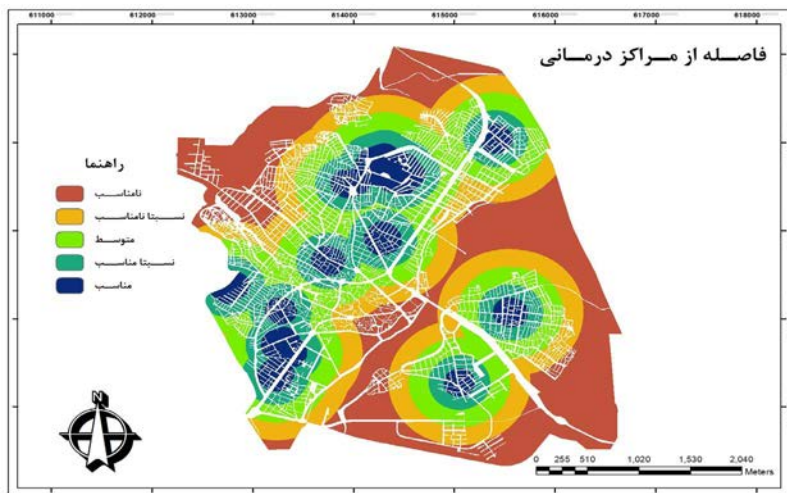 611000 612000 613000 614000 615000 616000 617000 618000
فاصله از مراکز درمانی
راهنما
نامناسب
نسبتا نامناسب
متوسط
نسبتا مناسب
مناسب
N
0 255 510 1,020 1,530 2,040
Meters